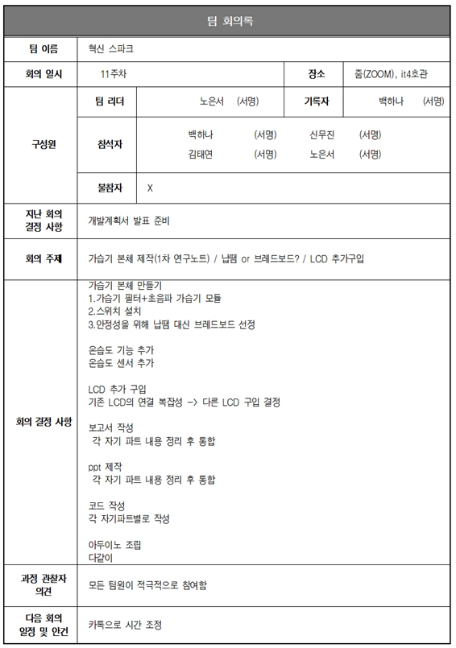 팀 회의록
팀 이름 혁신 스파크
회의 일시 11주차 장소 줌(ZOOM), it4호관
구성원 팀 리더 노은서 (서명) 기록자 백하나 (서명)
참석자 백하나 (서명) 신무진 (서명)
김태연 (서명) 노은서 (서명)
불참자 X
지난 회의
결정 사항 개발계획서 발표 준비
회의 주제 가습기 본체 제작(1차 연구노트) / 납땜 or 브레드보드? / LCD 추가구입
회의 결정 사항
가습기 본체 만들기
1.가습기 필터+초음파 가습기 모듈
2.스위치 설치
3.안정성을 위해 납땜 대신 브레드보드 선정
온습도 기능 추가
온습도 센서 추가
LCD 추가 구입
기존 LCD의 연결 복잡성 -> 다른 LCD 구입 결정
보고서 작성
각 자기 파트 내용 정리 후 통합
ppt 제작
각 자기 파트 내용 정리 후 통합
코드 작성
각 자기파트별로 작성
아두이노 조립
다같이
과정 관찰자
의견 모든 팀원이 적극적으로 참여함
다음 회의
일정 및 안건 카톡으로 시간 조정